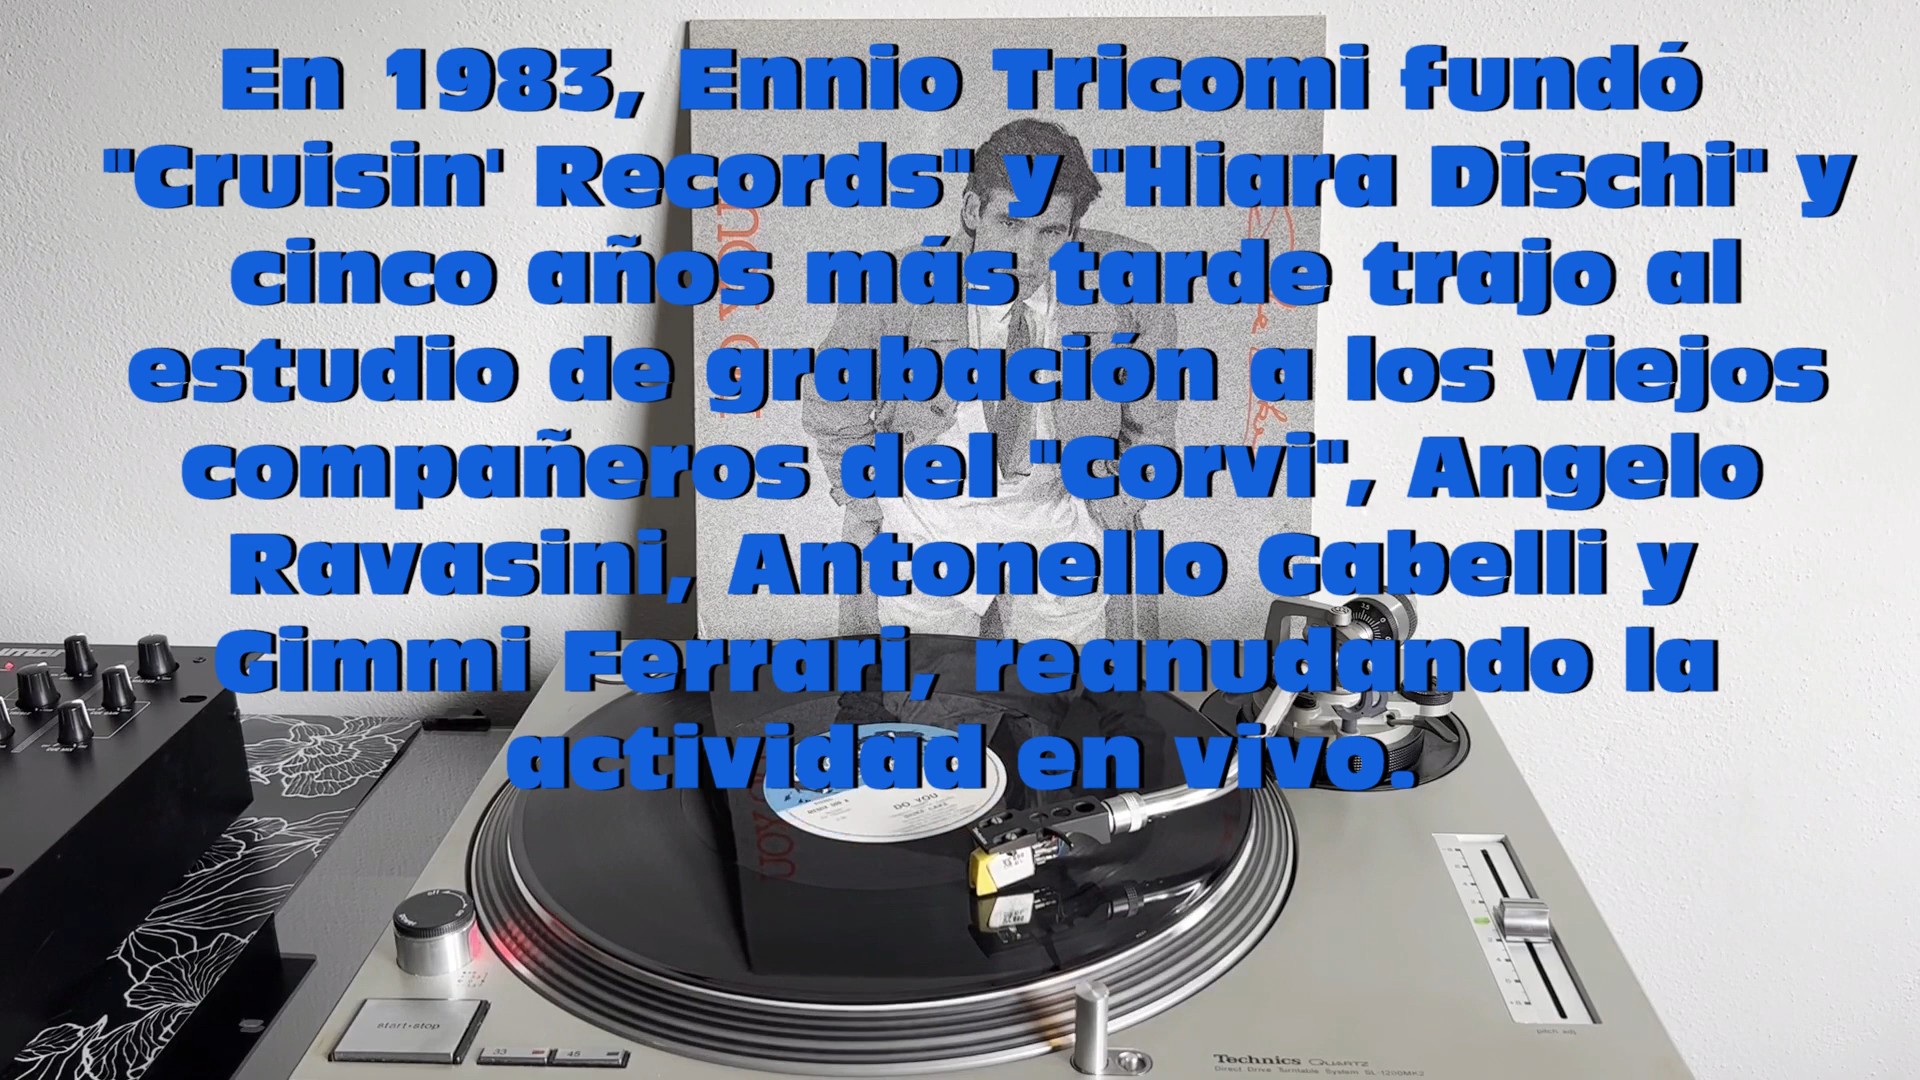 En 1983, Ennio Tricomi fundó
"Cruisin' Records" y "Hiara Dischi" y
cinco años más tarde trajo al
estudio de grabación a los viejos
compañeros del "Corvi", Angelo
Ravasini, Antonello Gabelli y
Gimmi Ferrari, reanudando la
actividad en vivo.
DO YOU
start•stop
33
45
pitch adj
Technics QUARTZ
Direct Drive Turntable System SL-1200MK2